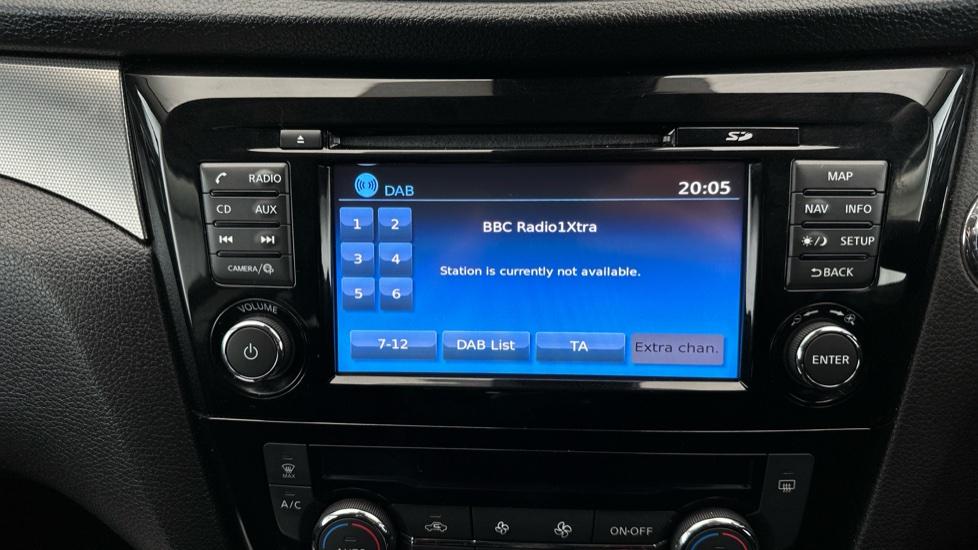 SD
RADIO
CD AUX
CAMERA/
VOLUME
DAB 20:05
1 2
BBC Radio1Xtra
3 4
Station is currently not available.
5 6
7-12 DAB List TA Extra chan.
MAP
NAV INFO
SETUP
BACK
ENTER
MAX
A/C
ON·OFF
AUTO